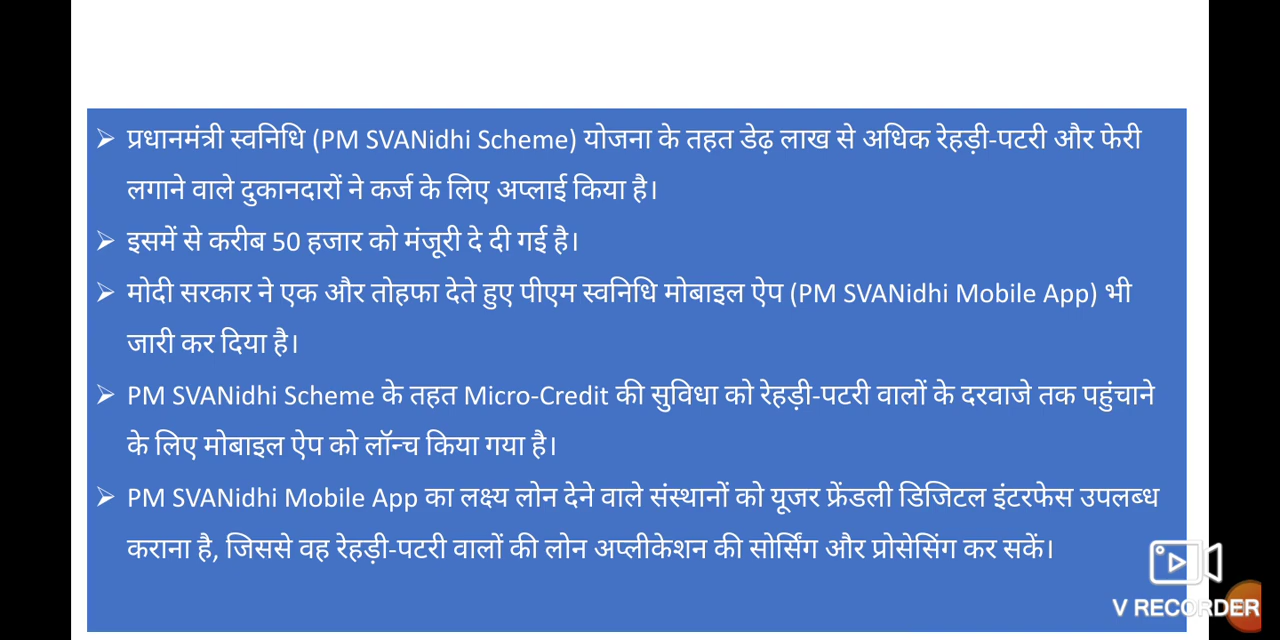 ➢ प्रधानमंत्री स्वनिधि (PM SVANidhi Scheme) योजना के तहत डेढ़ लाख से अधिक रेहड़ी-पटरी और फेरी
लगाने वाले दुकानदारों ने कर्ज के लिए अप्लाई किया है।
➢ इसमें से करीब 50 हजार को मंजूरी दे दी गई है।
➢ मोदी सरकार ने एक और तोहफा देते हुए पीएम स्वनिधि मोबाइल ऐप (PM SVANidhi Mobile App) भी
जारी कर दिया है।
➢ PM SVANidhi Scheme के तहत Micro-Credit की सुविधा को रेहड़ी-पटरी वालों के दरवाजे तक पहुंचाने
के लिए मोबाइल ऐप को लॉन्च किया गया है।
➢ PM SVANidhi Mobile App का लक्ष्य लोन देने वाले संस्थानों को यूजर फ्रेंडली डिजिटल इंटरफेस उपलब्ध
कराना है, जिससे वह रेहड़ी-पटरी वालों की लोन अप्लीकेशन की सोर्सिंग और प्रोसेसिंग कर सकें।
V RECORDER